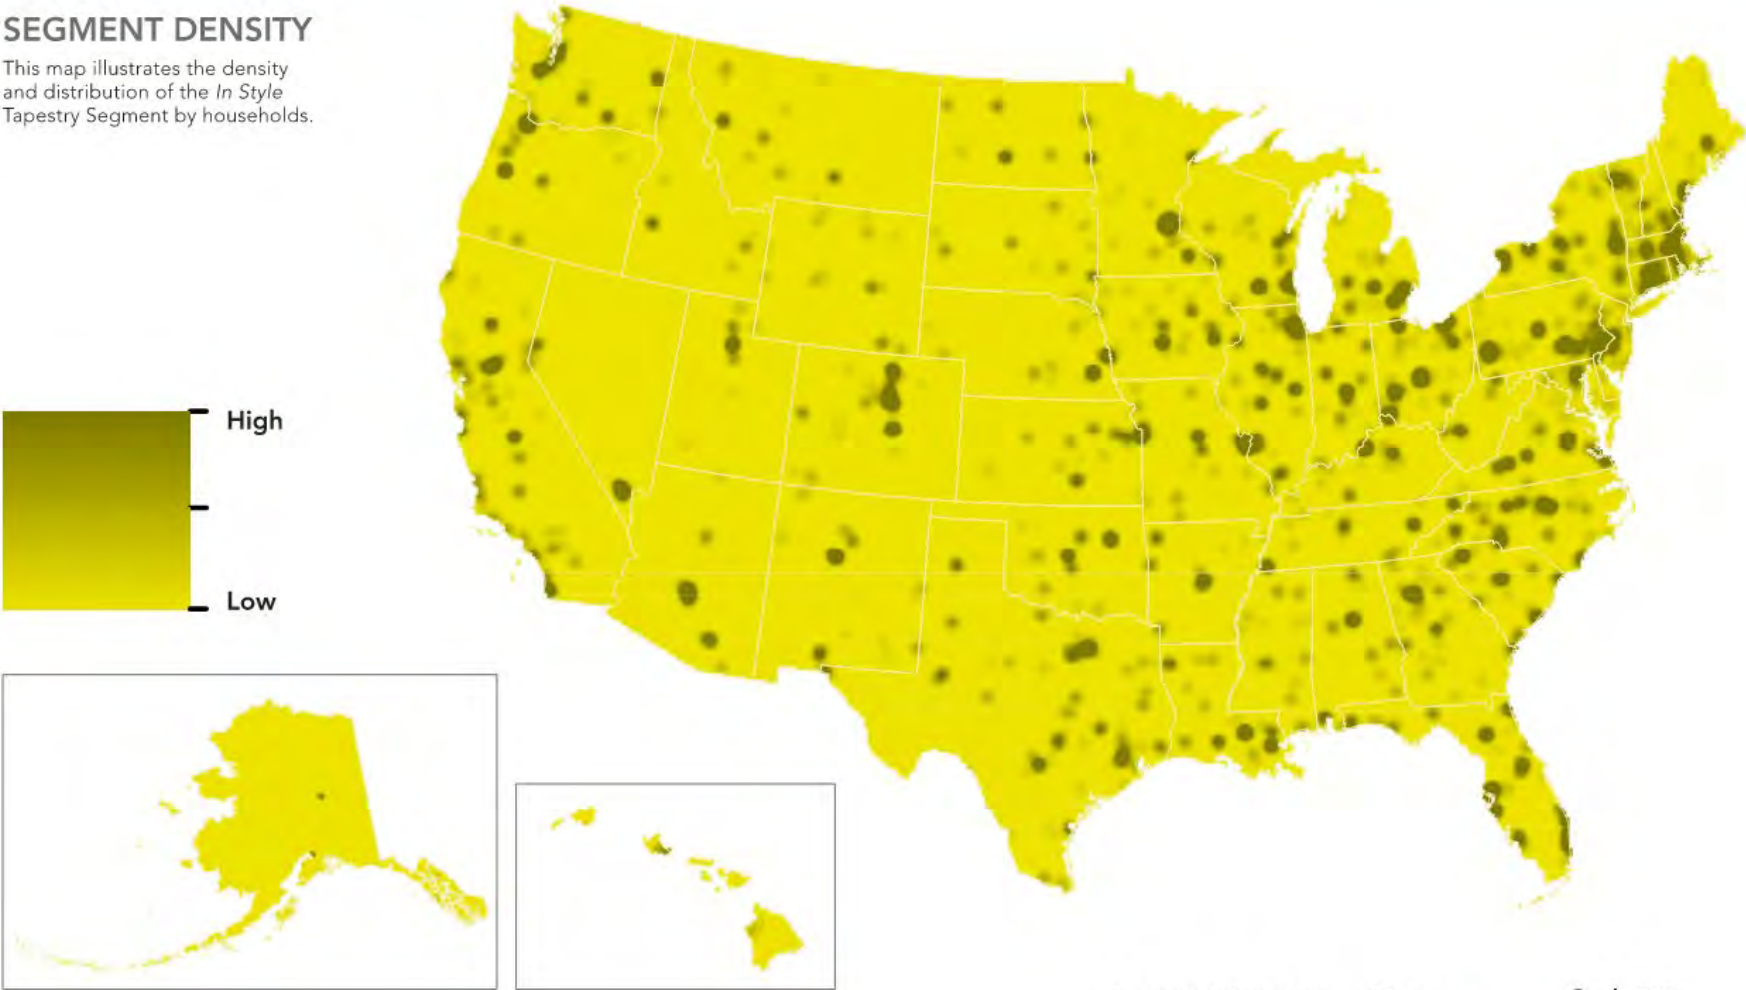 SEGMENT DENSITY
This map illustrates the density
and distribution of the In Style
Tapestry Segment by households.
High
Low